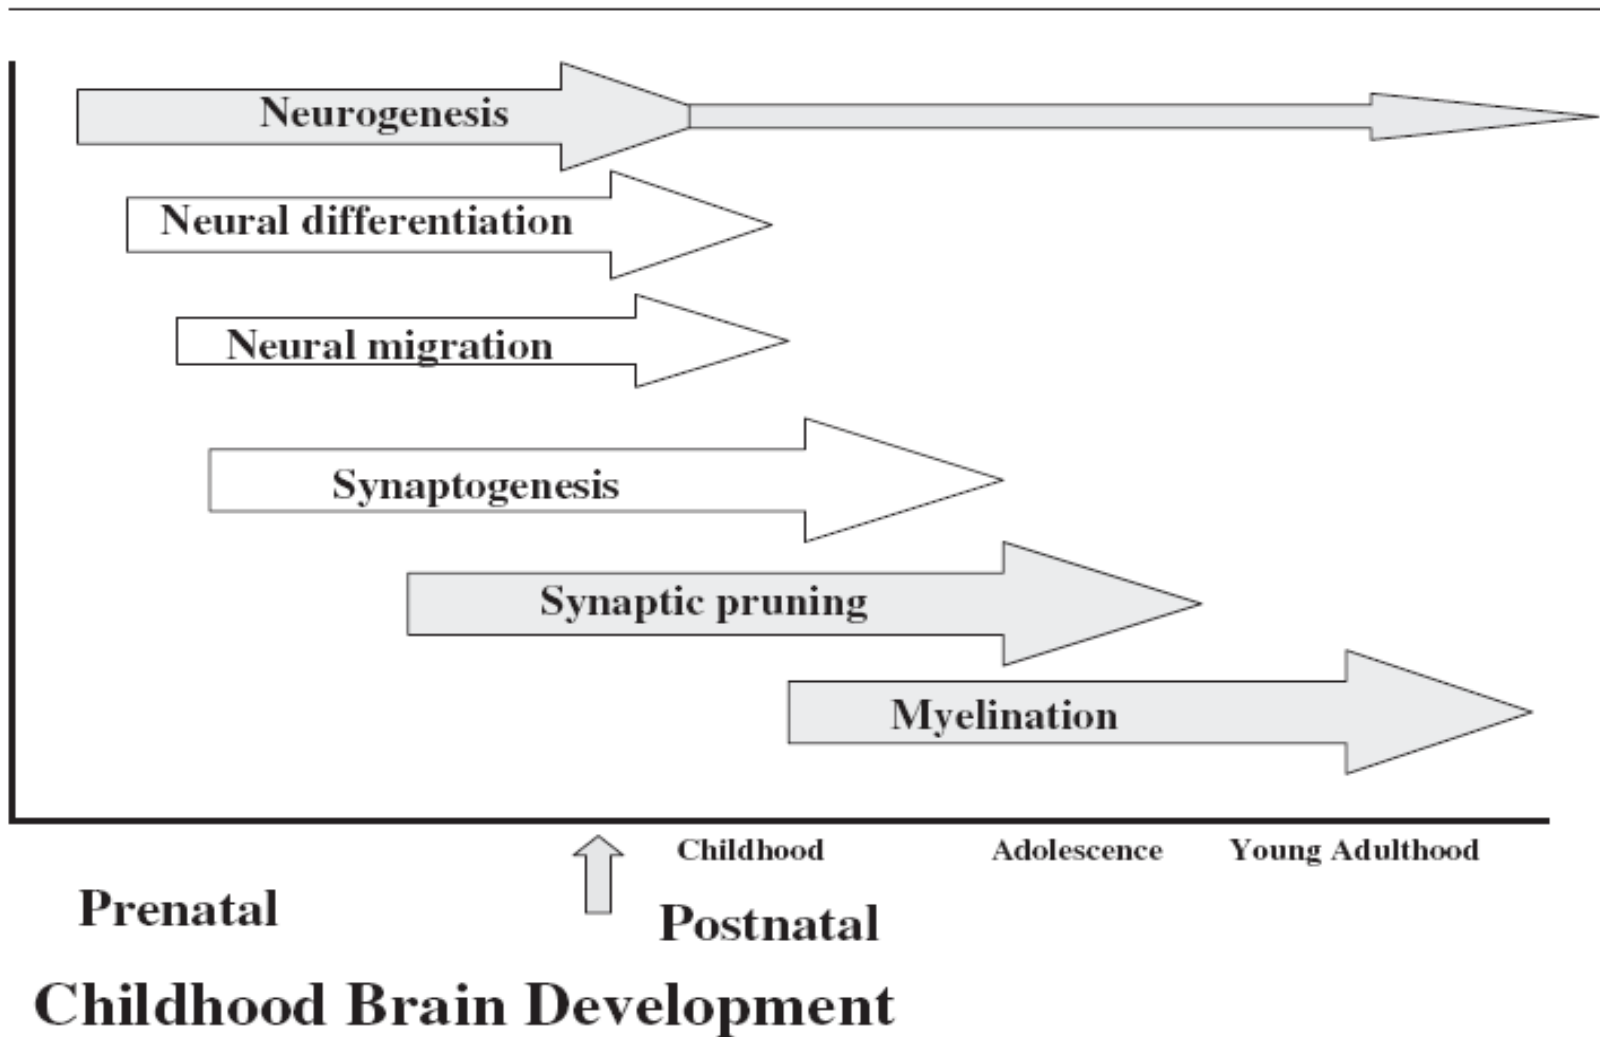 Neurogenesis
Neural differentiation
Neural migration
Synaptogenesis
Synaptic pruning
Myelination
Childhood Adolescence Young Adulthood
Prenatal
Postnatal
Childhood Brain Development